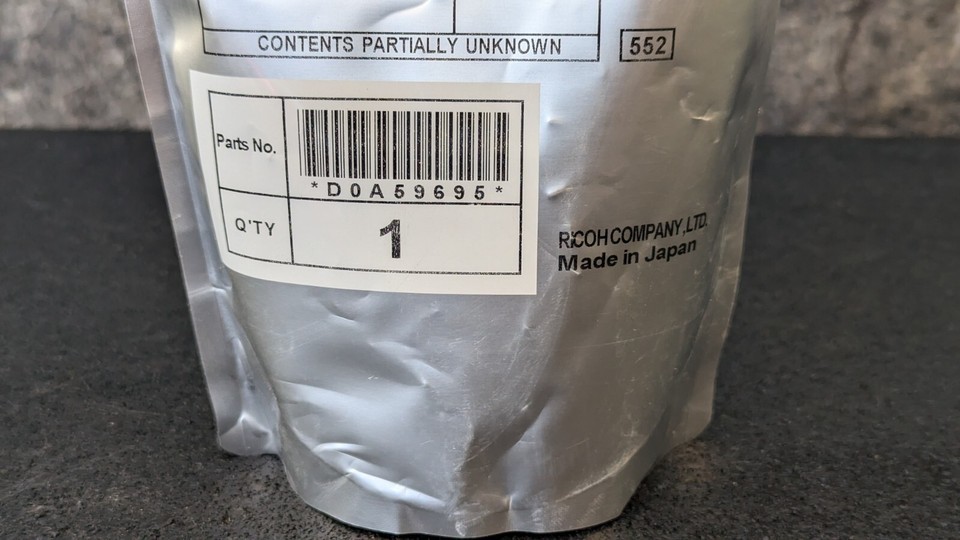 CONTENTS PARTIALLY UNKNOWN
552
Parts No.
*D0A59695*
Q'TY
1
RICOH COMPANY,LTD.
Made in Japan